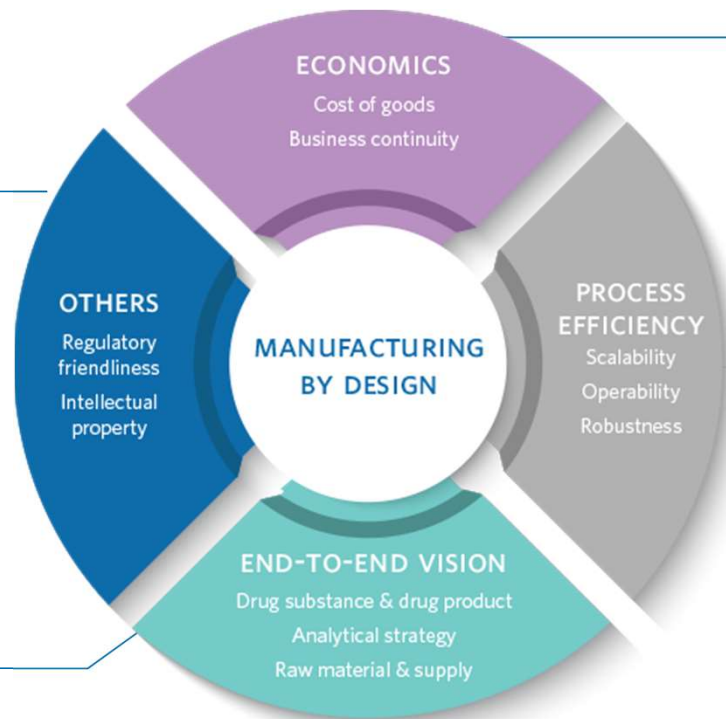 ECONOMICS
Cost of goods
Business continuity
OTHERS
Regulatory
friendliness
Intellectual
property
MANUFACTURING
BY DESIGN
PROCESS
EFFICIENCY
Scalability
Operability
Robustness
END-TO-END VISION
Drug substance & drug product
Analytical strategy
Raw material & supply